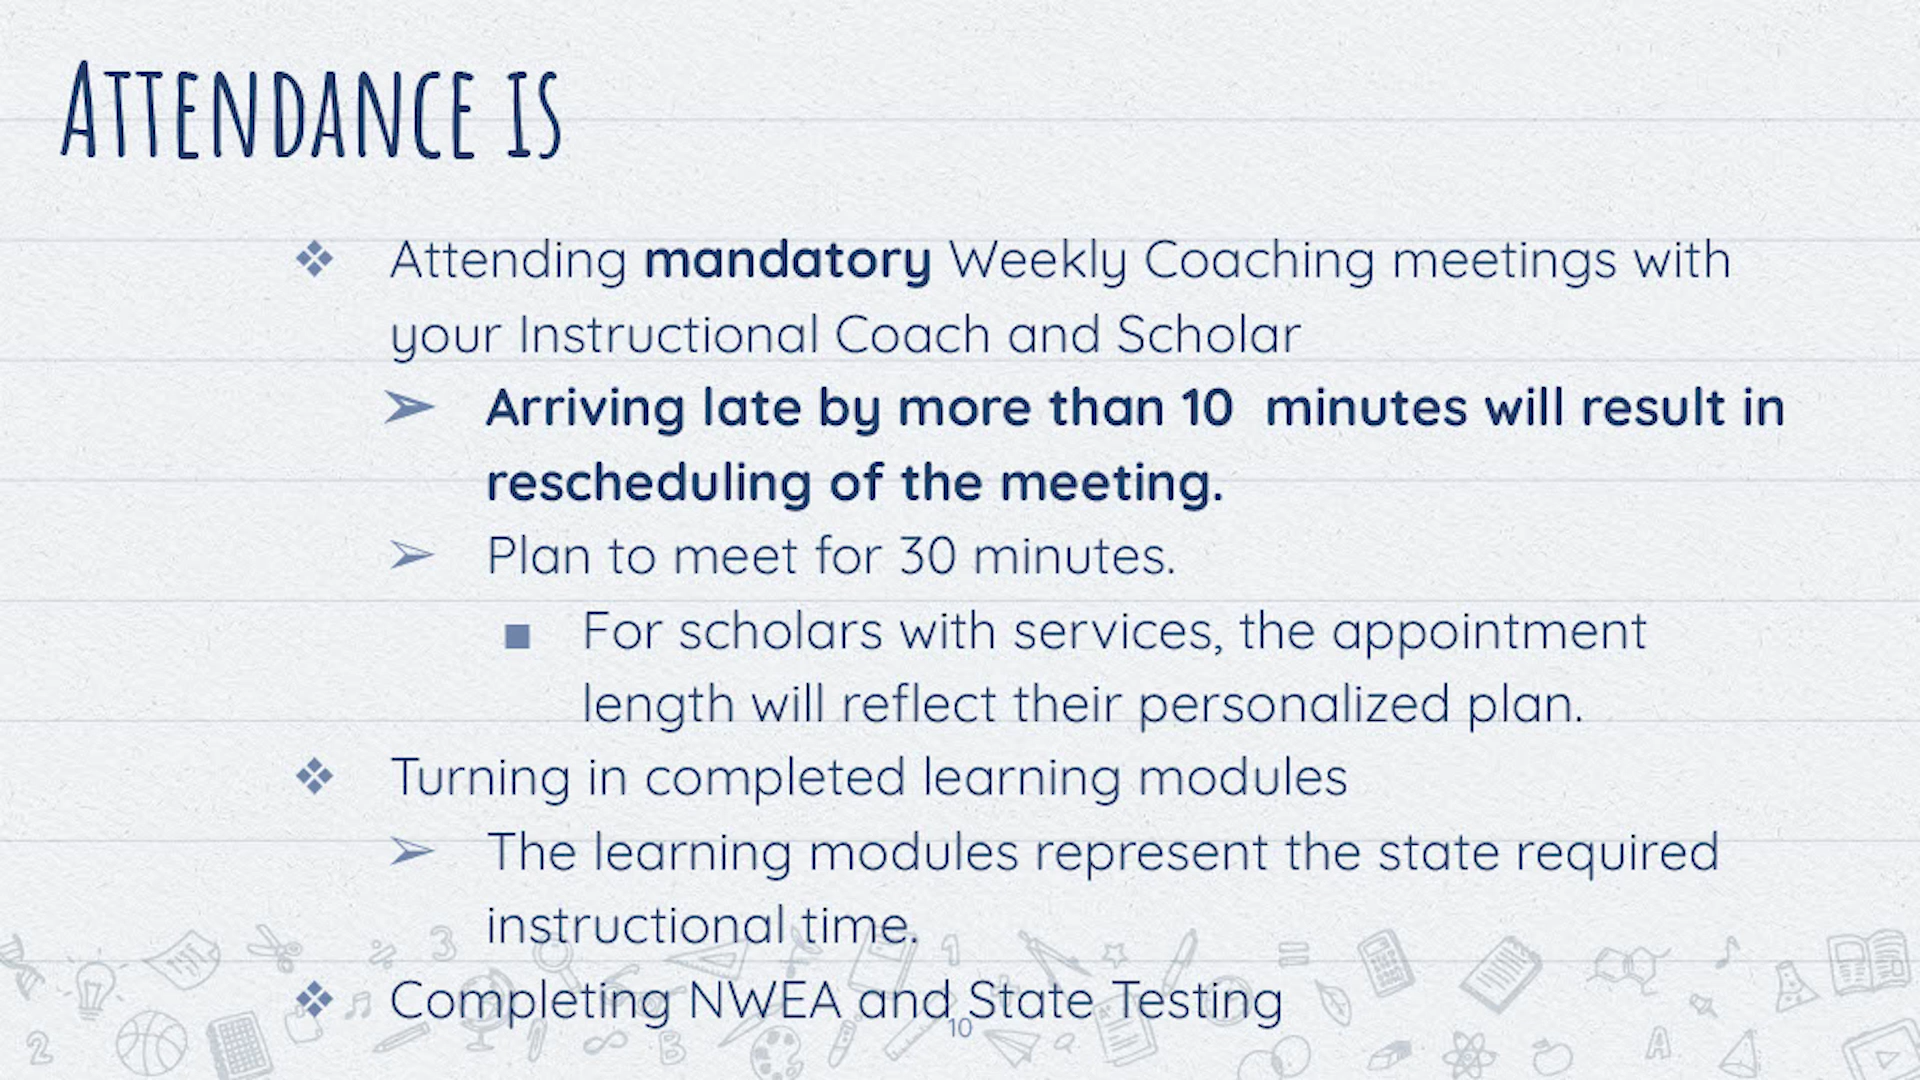 Attendance is
❖ Attending mandatory Weekly Coaching meetings with
your Instructional Coach and Scholar
➢ Arriving late by more than 10  minutes will result in
rescheduling of the meeting.
➢ Plan to meet for 30 minutes.
■ For scholars with services, the appointment
length will reflect their personalized plan.
❖ Turning in completed learning modules
➢ The learning modules represent the state required
instructional time.
❖ Completing NWEA and State Testing
10